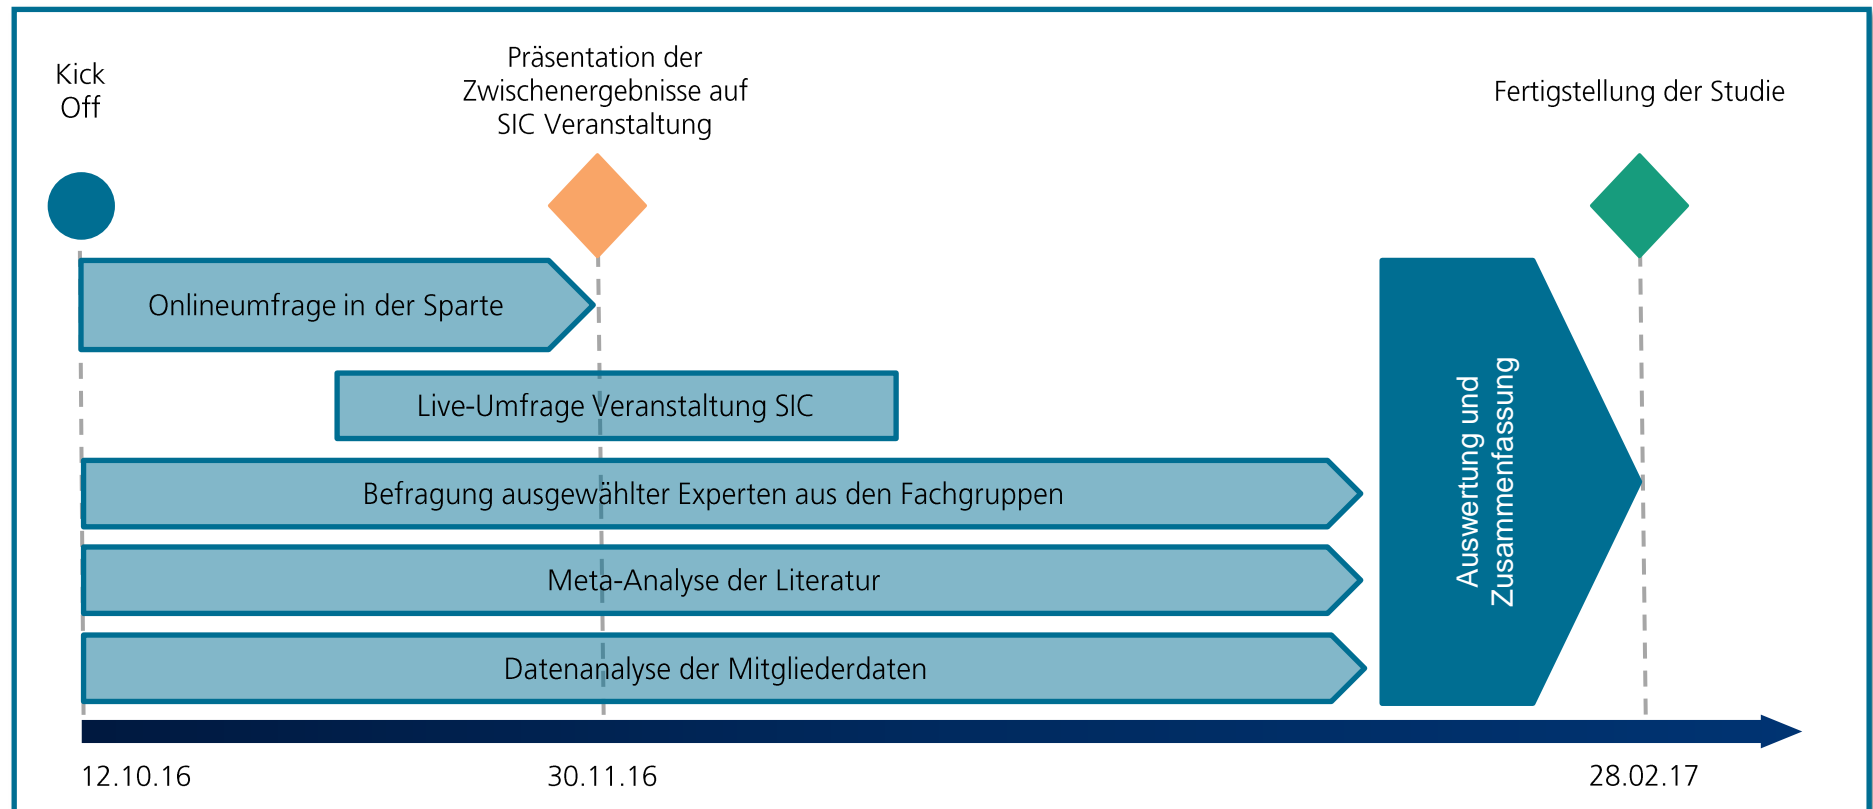 Kick
Off
Präsentation der
Zwischenergebnisse auf
SIC Veranstaltung
Fertigstellung der Studie
Onlineumfrage in der Sparte
Live-Umfrage Veranstaltung SIC
Befragung ausgewählter Experten aus den Fachgruppen
Meta-Analyse der Literatur
Datenanalyse der Mitgliederdaten
Auswertung und
Zusammenfassung
12.10.16
30.11.16
28.02.17